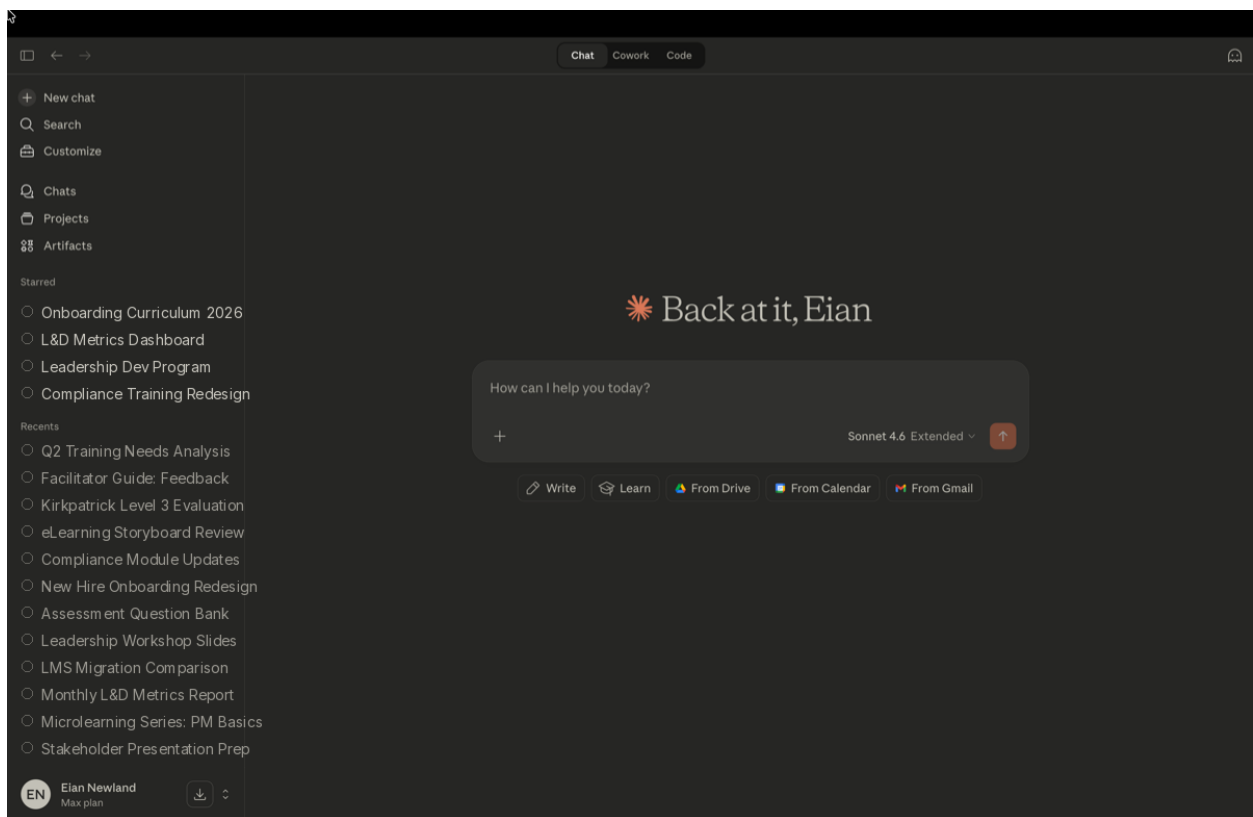 Chat Cowork Code
New chat
Search
Customize
Chats
Projects
Artifacts
Starred
Onboarding Curriculum 2026
L&D Metrics Dashboard
Leadership Dev Program
Compliance Training Redesign
Recents
Q2 Training Needs Analysis
Facilitator Guide: Feedback
Kirkpatrick Level 3 Evaluation
eLearning Storyboard Review
Compliance Module Updates
New Hire Onboarding Redesign
Assessment Question Bank
Leadership Workshop Slides
LMS Migration Comparison
Monthly L&D Metrics Report
Microlearning Series: PM Basics
Stakeholder Presentation Prep
EN
Eian Newland
Max plan
Back at it, Eian
How can I help you today?
Sonnet 4.6 Extended
Write Learn From Drive From Calendar From Gmail